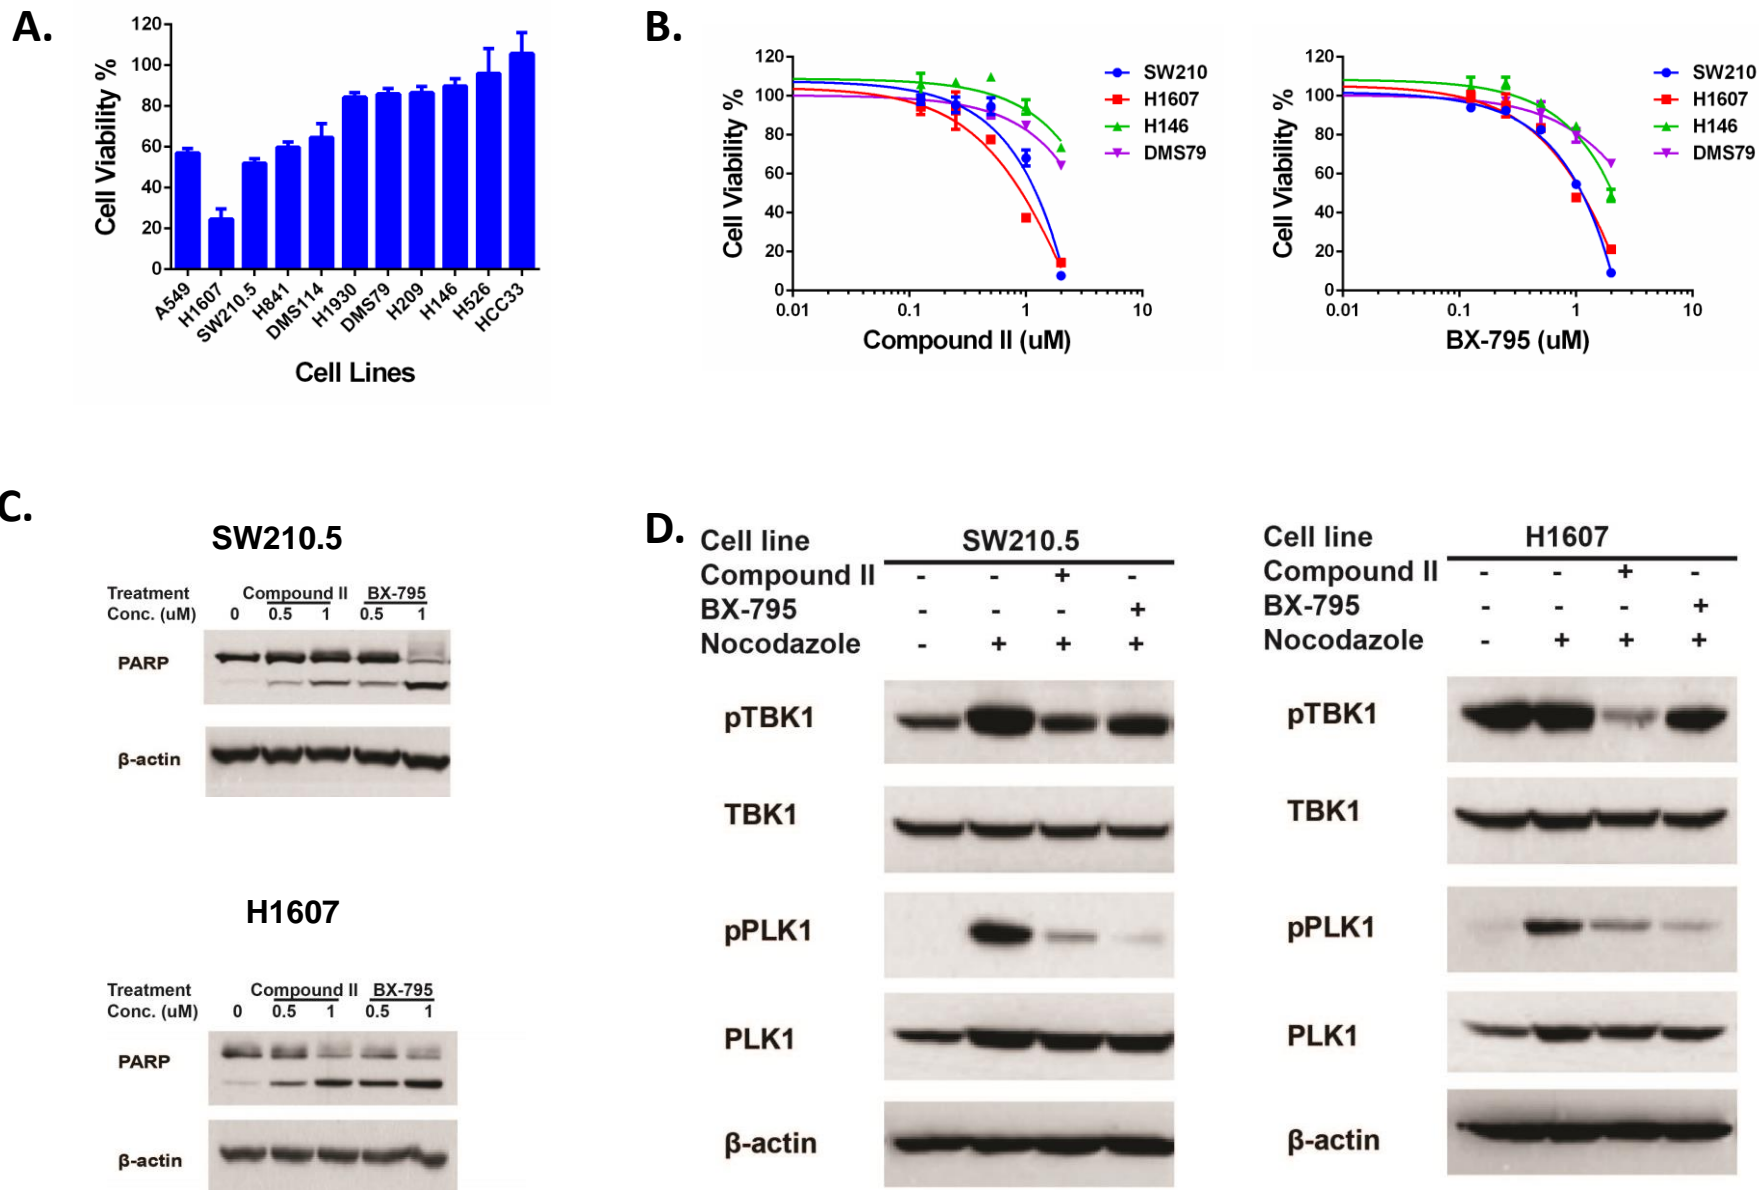 A.
120
100
80
60
40
20
0
Cell Viability %
A549
H1607
SW210.5
H841
DMS114
H1930
DMS79
H209
H146
H526
HCC33
Cell Lines
B.
120
100
80
60
40
20
0
Cell Viability %
0.01
0.1
1
10
Compound II (uM)
SW210
H1607
H146
DMS79
120
100
80
60
40
20
0
Cell Viability %
0.01
0.1
1
10
BX-795 (uM)
SW210
H1607
H146
DMS79
C.
SW210.5
Treatment Compound II BX-795
Conc. (uM) 0 0.5 1 0.5 1
PARP
β-actin
H1607
Treatment Compound II BX-795
Conc. (uM) 0 0.5 1 0.5 1
PARP
β-actin
D.
Cell line SW210.5
Compound II - - + -
BX-795 - - - +
Nocodazole - + + +
pTBK1
TBK1
pPLK1
PLK1
β-actin
Cell line H1607
Compound II - - + -
BX-795 - - - +
Nocodazole - + + +
pTBK1
TBK1
pPLK1
PLK1
β-actin